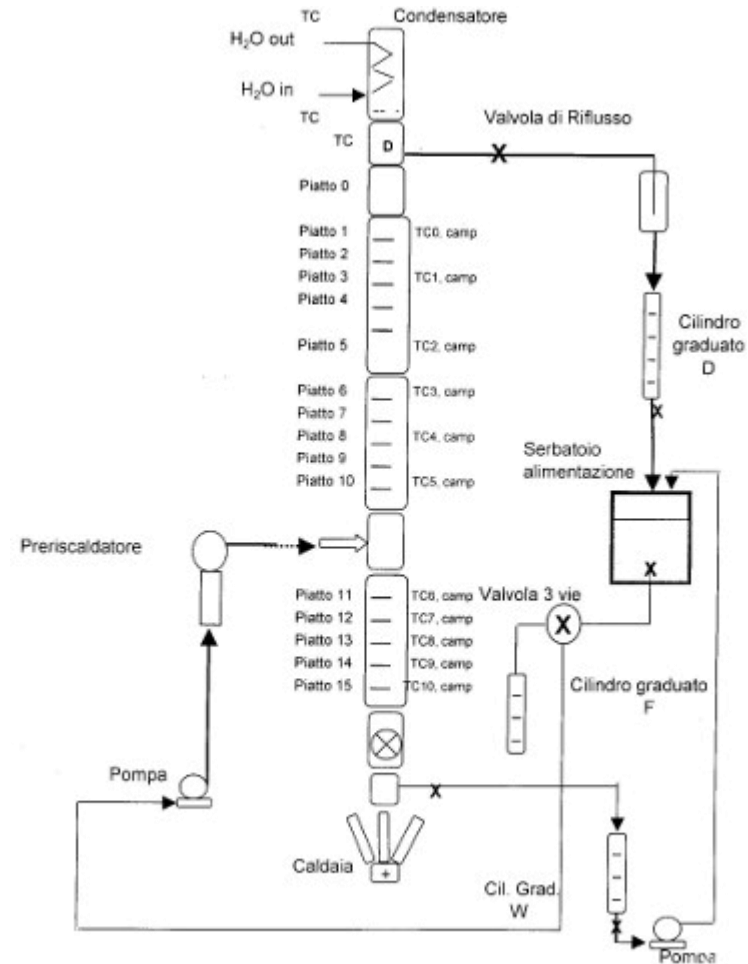 TC
Condensatore
H₂O out
H₂O in
TC
TC
D
Valvola di Riflusso
Piatto 0
Piatto 1
TC0, camp
Piatto 2
Piatto 3
TC1, camp
Piatto 4
Piatto 5
TC2, camp
Cilindro
graduato
D
X
X
Piatto 6
TC3, camp
Piatto 7
Piatto 8
TC4, camp
Piatto 9
Piatto 10
TC5, camp
Serbatoio
alimentazione
X
Preriscaldatore
Piatto 11
TC6, camp
Valvola 3 vie
Piatto 12
TC7, camp
X
Piatto 13
TC8, camp
Piatto 14
TC9, camp
Piatto 15
TC10, camp
Cilindro graduato
F
Pompa
X
Caldaia
+
Cil. Grad.
W
X
Pompa